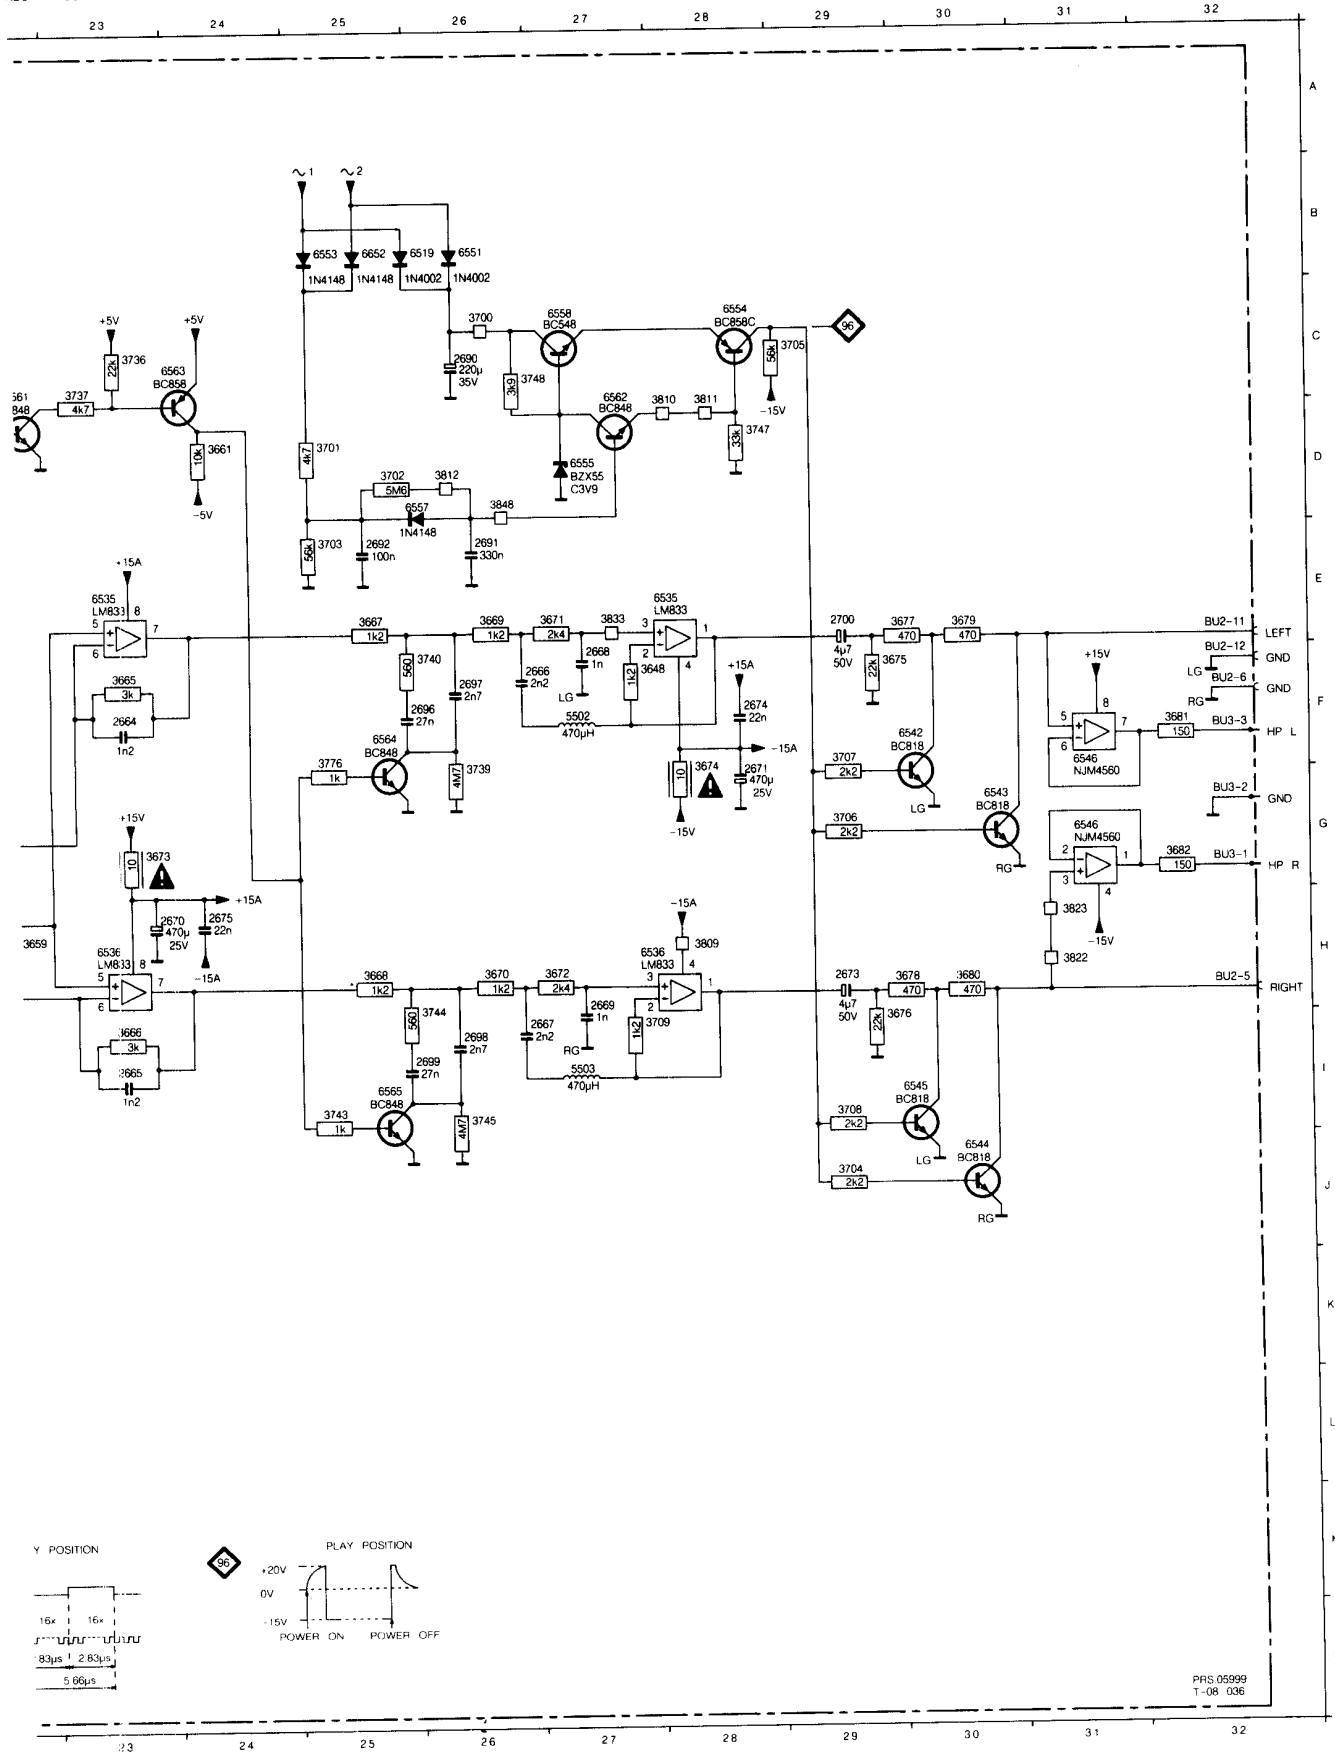 23 24 25 26 27 28 29 30 31 32
A
~1 ~2
B
6553 6652 6519 6551
1N4148 1N4148 1N4002 1N4002
+5V +5V
3700
6558
BC548
6554
BC858C
96
C
3736
22k
2690
220µ
35V
3748
3k9
56k
3705
-15V
6563
BC858
3737
4k7
6562
BC848
3810 3811
3747
33k
3661
10k
-5V
3701
4k7
3702
5M6
3812
6555
BZX55
C3V9
D
6557
1N4148
3848
3703
56k
2692
100n
2691
330n
E
+15A
6535
LM833
8
5
6
7
3667
1k2
3669
1k2
3671
2k4
3833
6535
LM833
3
2
1
4
2700
4µ7
50V
3677
470
3679
470
BU2-11 LEFT
BU2-12 GND
LG
BU2-6 GND
RG
3740
560
2668
1n
LG
3648
1k2
3675
22k
+15V
3665
3k
2664
1n2
2697
2n7
2666
2n2
+15A
2674
22n
F
2696
27n
5502
470µH
8
5
6
7
3681
150
BU3-3 HP L
6546
NJM4560
6564
BC848
-15A
3776
1k
3739
4M7
3674
10
-15V
2671
470µ
25V
3707
2k2
6542
BC818
LG
6543
BC818
BU3-2 GND
G
3706
2k2
RG
6546
NJM4560
2
3
1
4
3682
150
BU3-1 HP R
+15V
3673
10
+15A
3823
-15V
2670
470µ
25V
2675
22n
-15A
-15A
3809
3822
H
3659
6536
LM833
8
5
6
7
3668
1k2
3670
1k2
3672
2k4
6536
LM833
4
3
2
1
2673
4µ7
50V
3678
470
3680
470
BU2-5 RIGHT
3744
560
2669
1n
RG
3709
1k2
3676
22k
3666
3k
2667
2n2
2698
2n7
I
2665
1n2
2699
27n
5503
470µH
6565
BC848
3743
1k
3745
4M7
3708
2k2
6545
BC818
LG
6544
BC818
3704
2k2
RG
J
K
L
Y POSITION
96
PLAY POSITION
+20V
0V
-15V
POWER ON POWER OFF
16x 16x
2.83µs
5.66µs
PRS.05999
T-08 036
23 24 25 26 27 28 29 30 31 32